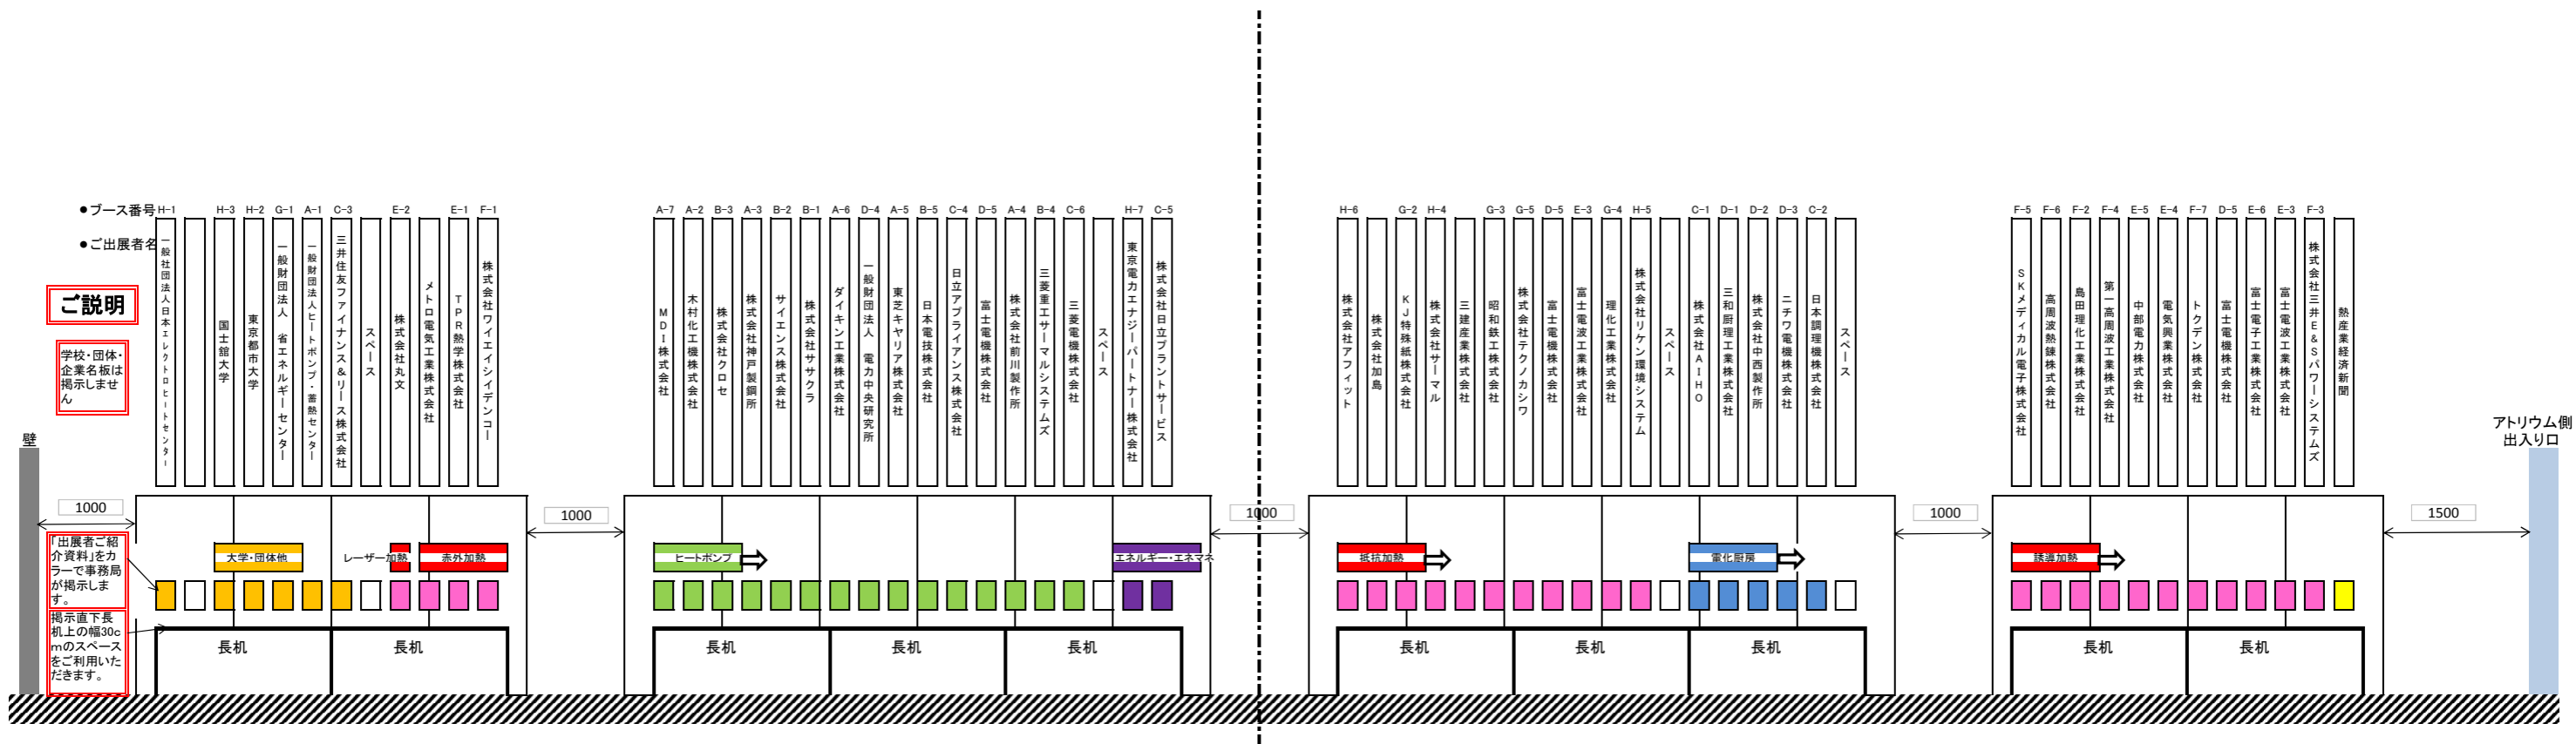 ●ブース番号
H-1
H-3
H-2
G-1
A-1
C-3
E-2
E-1
F-1
A-7
A-2
B-3
A-3
B-2
B-1
A-6
D-4
A-5
B-5
C-4
D-5
A-4
B-4
C-6
H-7
C-5
H-6
G-2
H-4
G-3
G-5
D-5
E-3
G-4
H-5
C-1
D-1
D-2
D-3
C-2
F-5
F-6
F-2
F-4
E-5
E-4
F-7
D-5
E-6
E-3
F-3
●ご出展者名
一般社団法人日本エレクトロヒートセンター
国士舘大学
東京都市大学
一般財団法人 省エネルギーセンター
一般財団法人ヒートポンプ・蓄熱センター
三井住友ファイナンス&リース株式会社
スペース
株式会社丸文
メトロ電気工業株式会社
TPR熱学株式会社
株式会社ワイエイシイデンコー
MDI株式会社
木村化工機株式会社
株式会社クロセ
株式会社神戸製鋼所
サイエンス株式会社
株式会社ササクラ
ダイキン工業株式会社
一般財団法人 電力中央研究所
東芝キヤリア株式会社
日本電技株式会社
日立アプライアンス株式会社
富士電機株式会社
株式会社前川製作所
三菱重工サーマルシステムズ
三菱電機株式会社
スペース
東京電力エナジーパートナー株式会社
株式会社日立プラントサービス
株式会社アフィット
株式会社加島
KJ特殊紙株式会社
株式会社サーマル
三建産業株式会社
昭和鉄工株式会社
株式会社テクノカシワ
富士電機株式会社
富士電波工業株式会社
理化工業株式会社
株式会社リケン環境システム
スペース
株式会社AIHO
三和厨理工業株式会社
株式会社中西製作所
ニチワ電機株式会社
日本調理機株式会社
スペース
SKメディカル電子株式会社
高周波熱錬株式会社
島田理化工業株式会社
第一高周波工業株式会社
中部電力株式会社
電気興業株式会社
トクデン株式会社
富士電機株式会社
富士電子工業株式会社
富士電波工業株式会社
株式会社三井E&Sパワーシステムズ
熱産業経済新聞
ご説明
学校・団体・
企業名板は
掲示しませ
ん
壁
アトリウム側
出入り口
1000
1000
1000
1000
1500
「出展者ご紹
介資料」をカ
ラーで事務局
が掲示しま
す。
大学・団体他
レーザー加熱
赤外加熱
ヒートポンプ
エネルギー・エネマネ
抵抗加熱
電化厨房
誘導加熱
掲示直下長
机上の幅30c
mのスペース
をご利用いた
だきます。
長机
長机
長机
長机
長机
長机
長机
長机
長机
長机